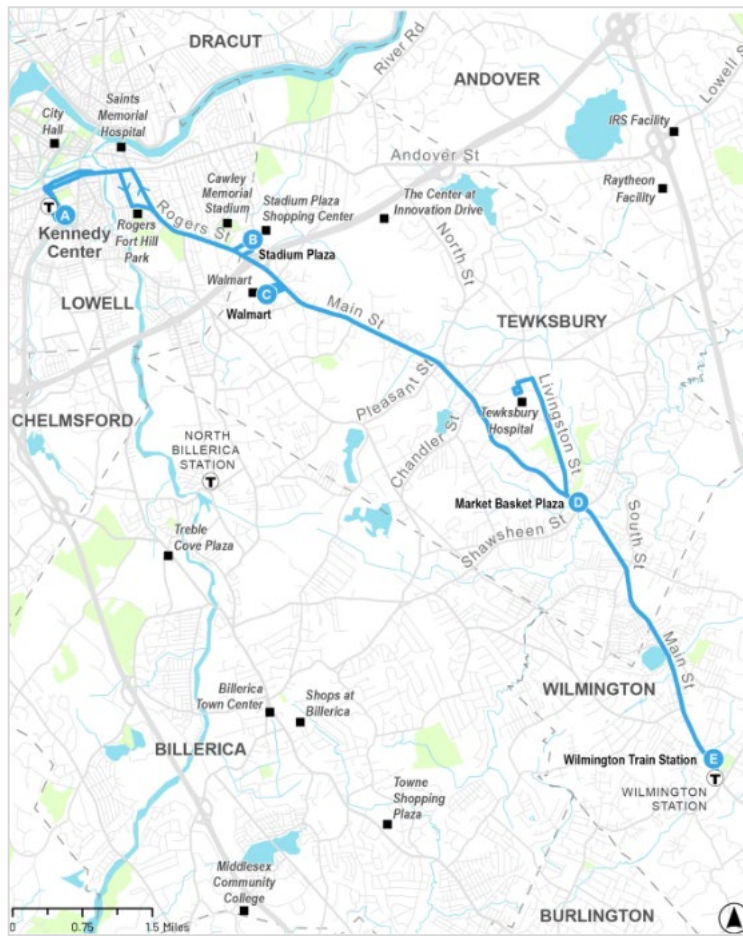 DRACUT
River Rd
ANDOVER
Lowell St
City
Hall
Saints
Memorial
Hospital
IRS Facility
Andover St
Raytheon
Facility
T
A
Kennedy
Center
Rogers
Fort Hill
Park
Rogers St
Cawley
Memorial
Stadium
Stadium Plaza
Shopping Center
B
Stadium Plaza
The Center at
Innovation Drive
North St
Walmart
C
Walmart
LOWELL
Main St
TEWKSBURY
CHELMSFORD
Pleasant St
Chandler St
Tewksbury
Hospital
Livingston St
NORTH
BILLERICA
STATION
T
Market Basket Plaza
D
Shawsheen St
South St
Treble
Cove Plaza
Main St
WILMINGTON
Billerica
Town Center
Shops at
Billerica
BILLERICA
Wilmington Train Station
E
T
WILMINGTON
STATION
Towne
Shopping
Plaza
Middlesex
Community
College
BURLINGTON
0 0.75 1.5 Miles